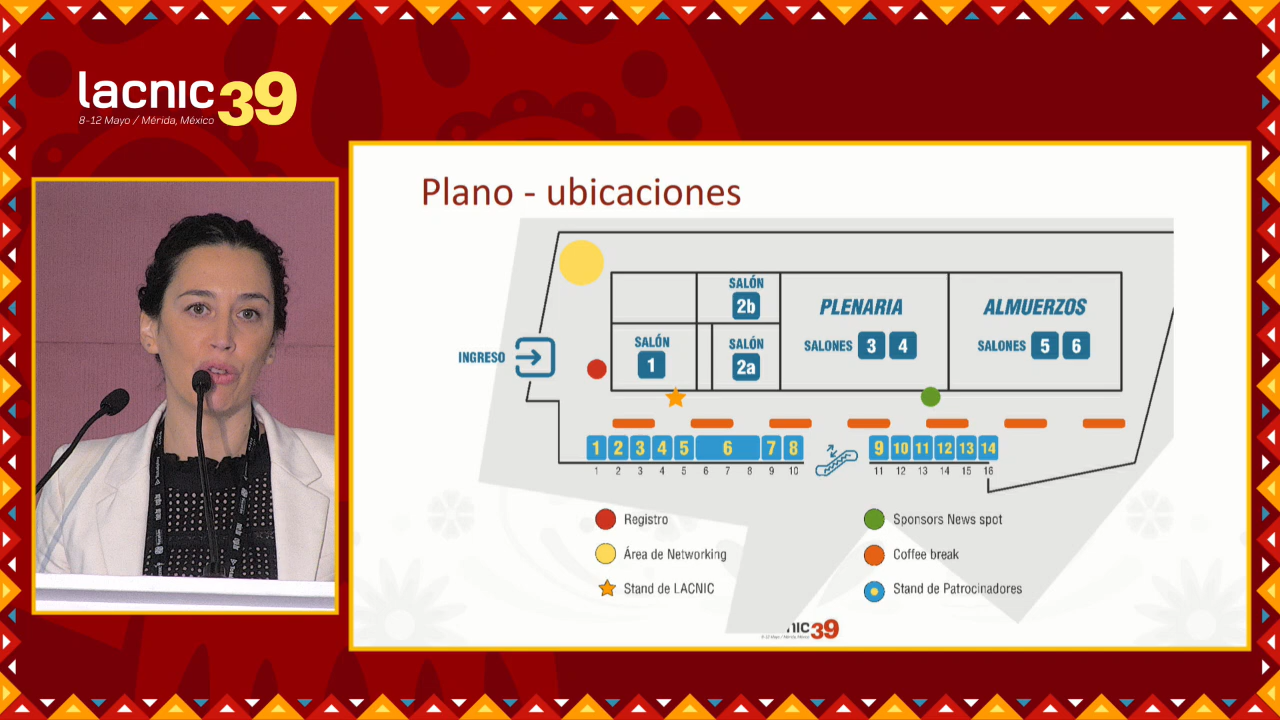 lacnic39
8-12 Mayo / Mérida, México
Plano - ubicaciones
INGRESO
SALÓN
2b
SALÓN
1
SALÓN
2a
PLENARIA
SALONES 3 4
ALMUERZOS
SALONES 5 6
1 2 3 4 5 6 7 8 9 10 11 12 13 14
1 2 3 4 5 6 7 8 9 10 11 12 13 14 15 16
Registro
Área de Networking
Stand de LACNIC
Sponsors News spot
Coffee break
Stand de Patrocinadores
NIC39